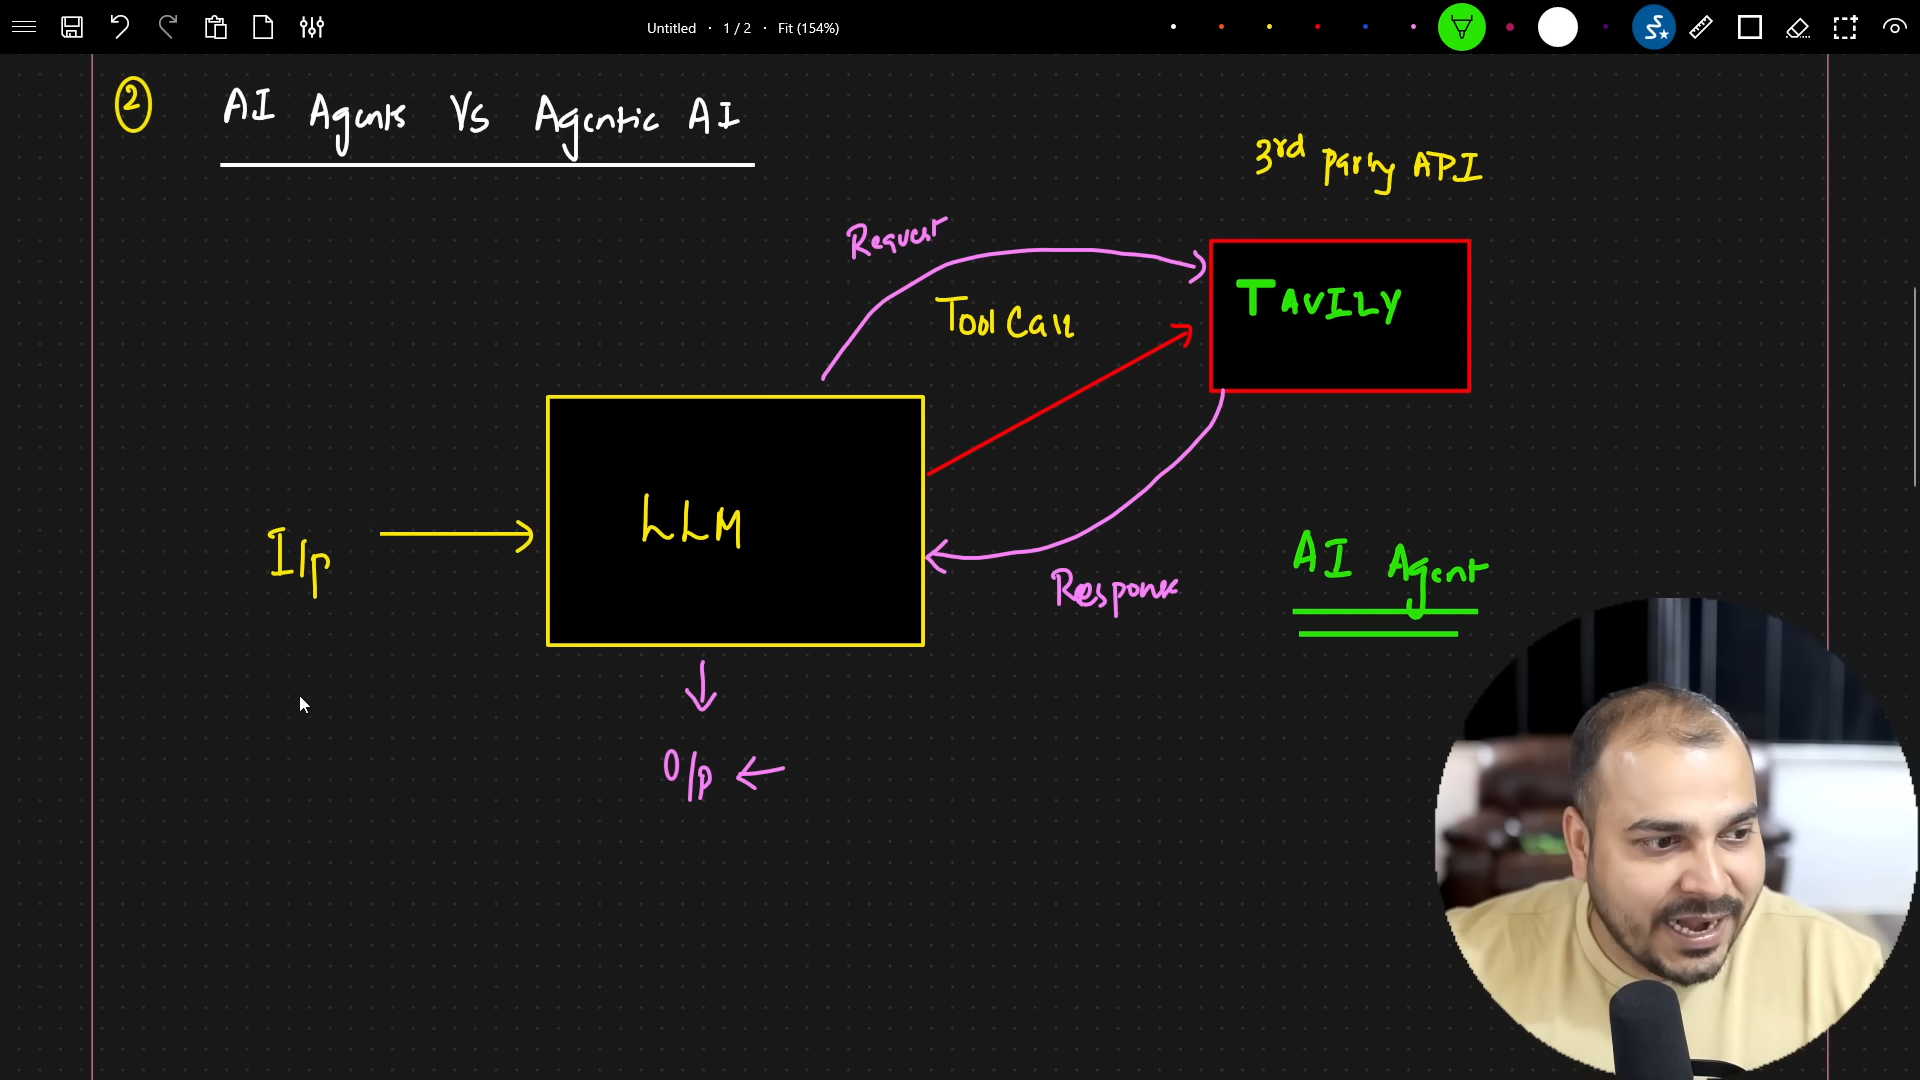 Untitled · 1 / 2 · Fit (154%)
2 AI Agents Vs Agentic AI
3rd party API
Request
TAVILY
Tool Call
LLM
I/p
AI Agent
Response
O/p